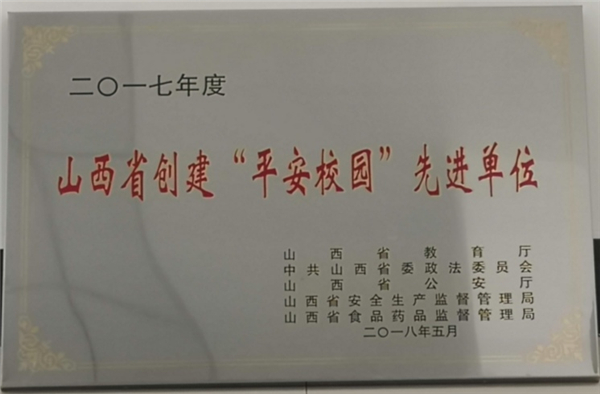 二〇一七年度
山西省创建“平安校园”先进单位
山西省教育厅
中共山西省委政法委员会
山西省公安厅
山西省安全生产监督管理局
山西省食品药品监督管理局
二〇一八年五月